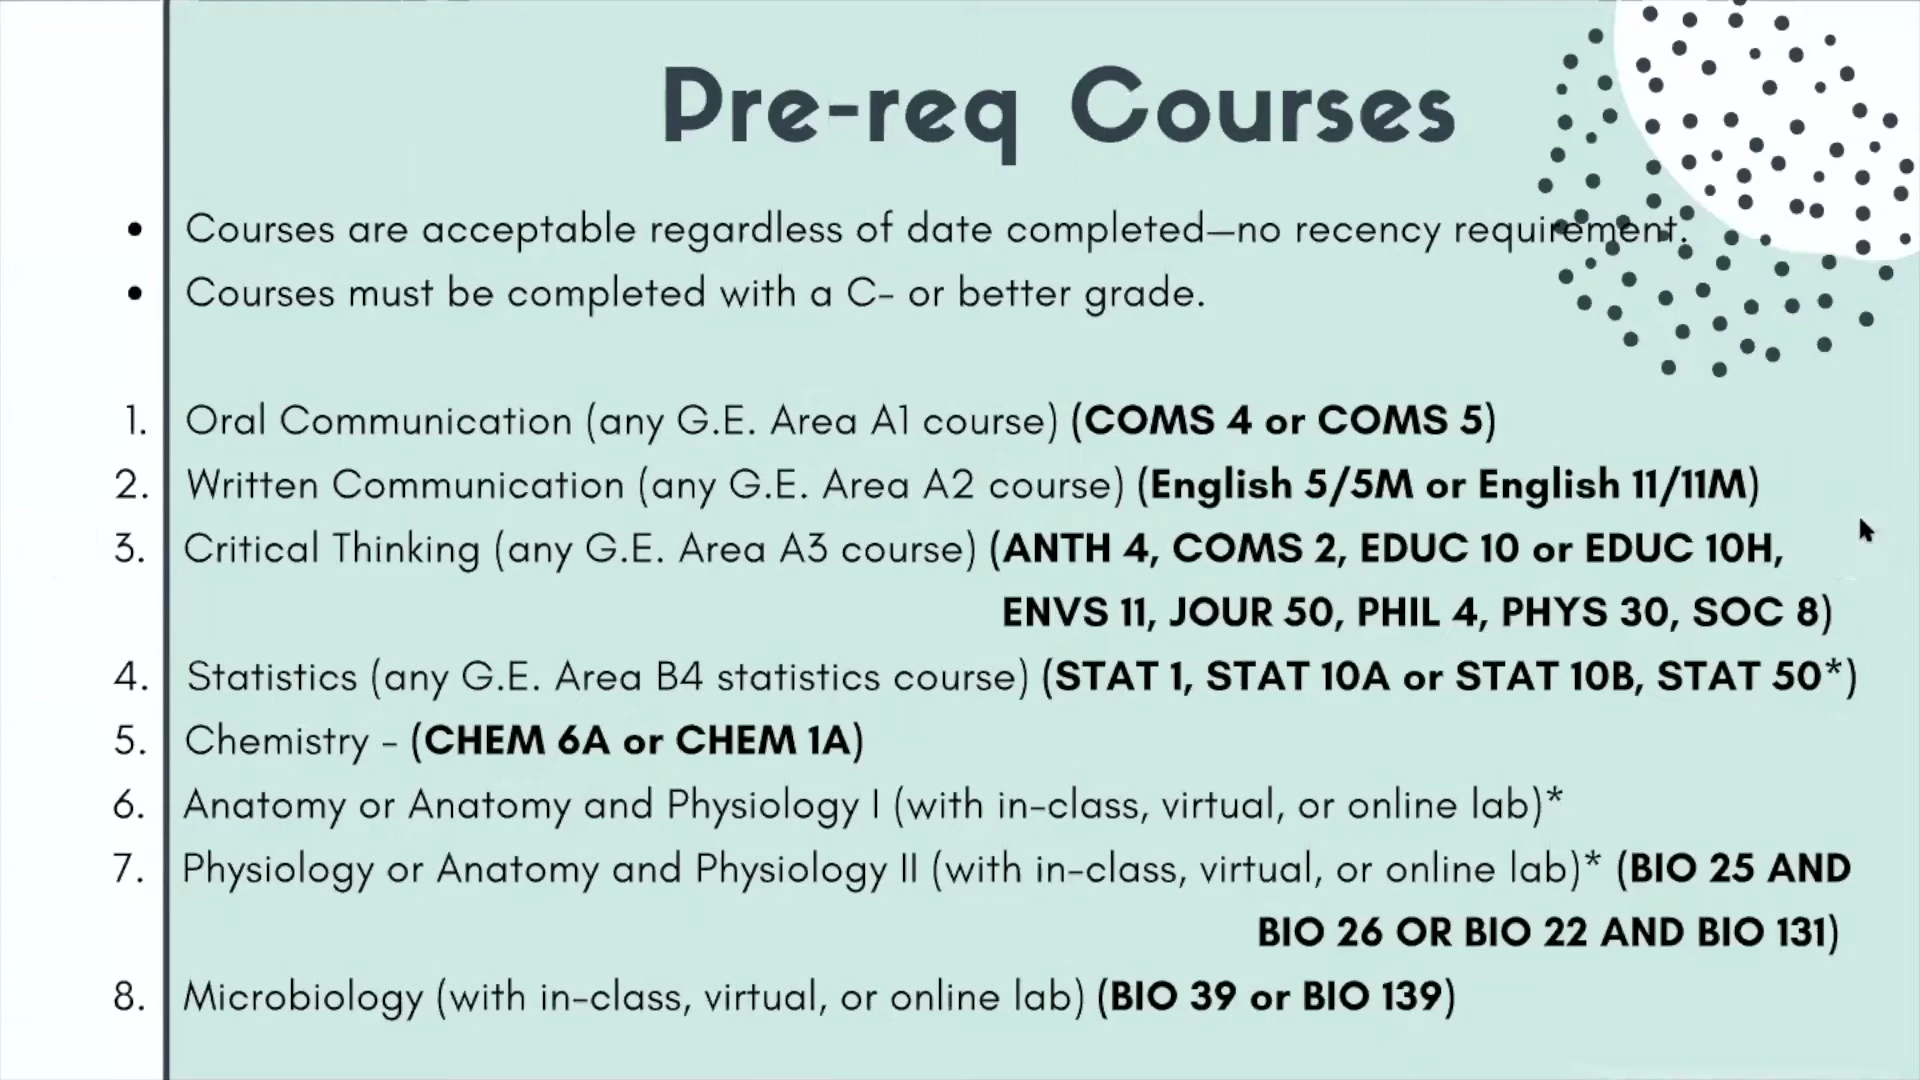 Pre-req Courses
• Courses are acceptable regardless of date completed—no recency requirement.
• Courses must be completed with a C- or better grade.
1. Oral Communication (any G.E. Area A1 course) (COMS 4 or COMS 5)
2. Written Communication (any G.E. Area A2 course) (English 5/5M or English 11/11M)
3. Critical Thinking (any G.E. Area A3 course) (ANTH 4, COMS 2, EDUC 10 or EDUC 10H,
ENVS 11, JOUR 50, PHIL 4, PHYS 30, SOC 8)
4. Statistics (any G.E. Area B4 statistics course) (STAT 1, STAT 10A or STAT 10B, STAT 50*)
5. Chemistry - (CHEM 6A or CHEM 1A)
6. Anatomy or Anatomy and Physiology I (with in-class, virtual, or online lab)*
7. Physiology or Anatomy and Physiology II (with in-class, virtual, or online lab)* (BIO 25 AND
BIO 26 OR BIO 22 AND BIO 131)
8. Microbiology (with in-class, virtual, or online lab) (BIO 39 or BIO 139)